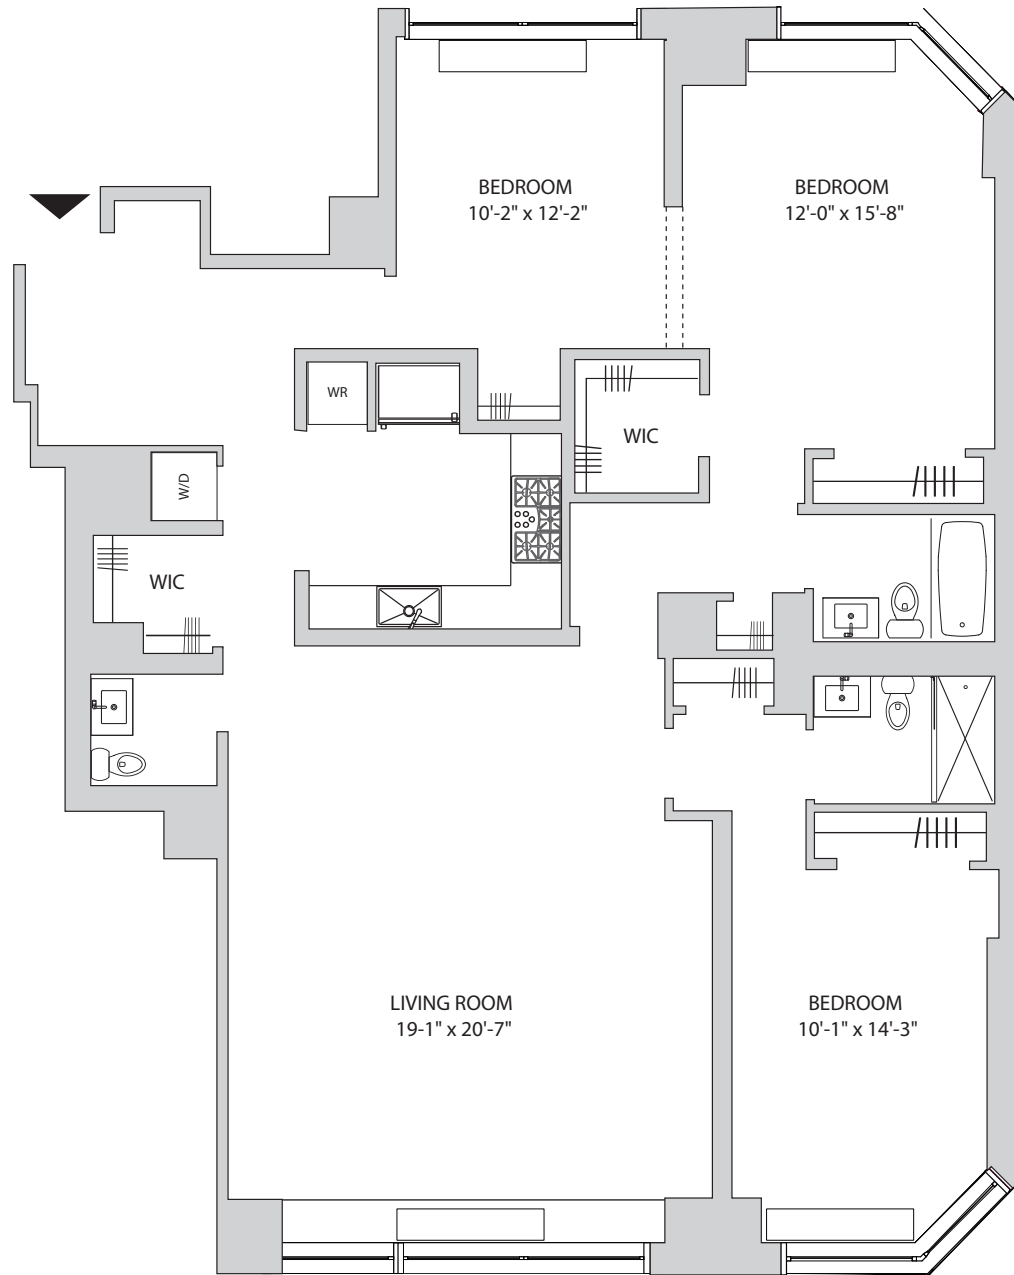 BEDROOM
10'-2" x 12'-2"
BEDROOM
12'-0" x 15'-8"
WR
WIC
W/D
WIC
LIVING ROOM
19-1" x 20'-7"
BEDROOM
10'-1" x 14'-3"